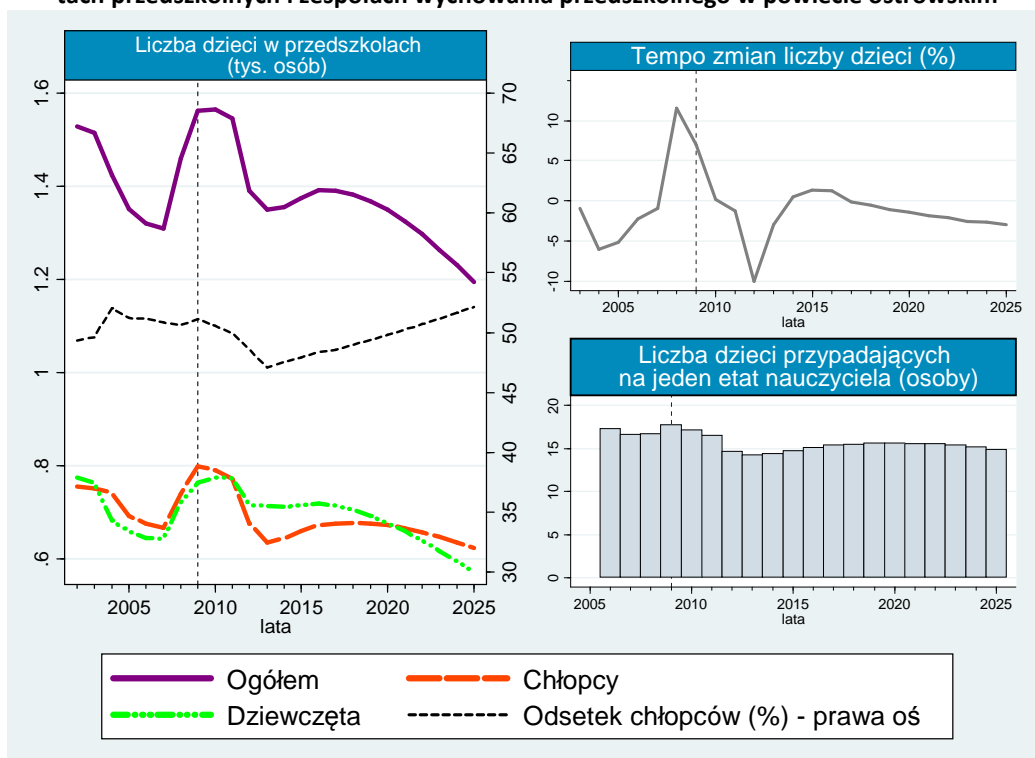 tach przedszkolnych i zespołach wychowania przedszkolnego w powiecie ostrowskim
Liczba dzieci w przedszkolach
(tys. osób)
1.6
1.4
1.2
1
.8
.6
70
65
60
55
50
45
40
35
30
2005 2010 2015 2020 2025
lata
Tempo zmian liczby dzieci (%)
10
5
0
-5
-10
2005 2010 2015 2020 2025
lata
Liczba dzieci przypadających
na jeden etat nauczyciela (osoby)
20
15
10
5
0
2005 2010 2015 2020 2025
lata
Ogółem Chłopcy
Dziewczęta Odsetek chłopców (%) - prawa oś